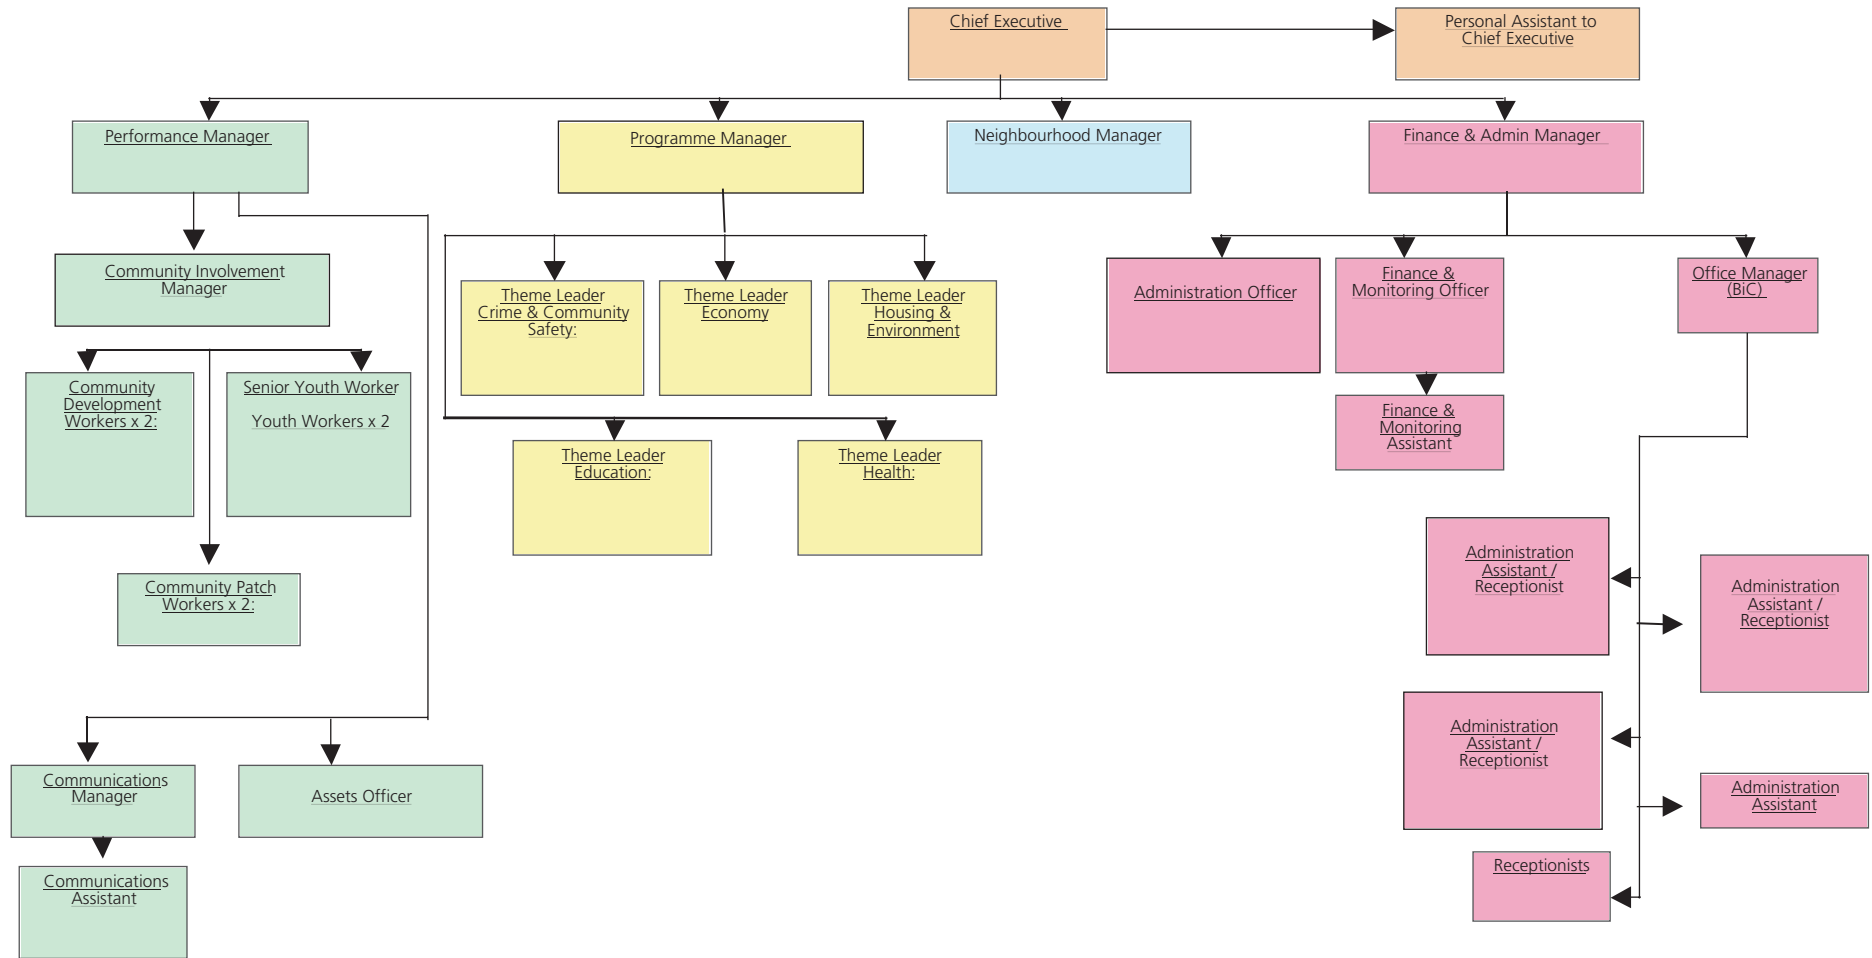 Chief Executive
Personal Assistant to
Chief Executive
Performance Manager
Programme Manager
Neighbourhood Manager
Finance & Admin Manager
Community Involvement
Manager
Theme Leader
Crime & Community
Safety:
Theme Leader
Economy
Theme Leader
Housing &
Environment
Administration Officer
Finance &
Monitoring Officer
Office Manager
(BiC)
Community
Development
Workers x 2:
Senior Youth Worker
Youth Workers x 2
Finance &
Monitoring
Assistant
Theme Leader
Education:
Theme Leader
Health:
Community Patch
Workers x 2:
Administration
Assistant /
Receptionist
Administration
Assistant /
Receptionist
Administration
Assistant /
Receptionist
Administration
Assistant
Receptionists
Communications
Manager
Assets Officer
Communications
Assistant